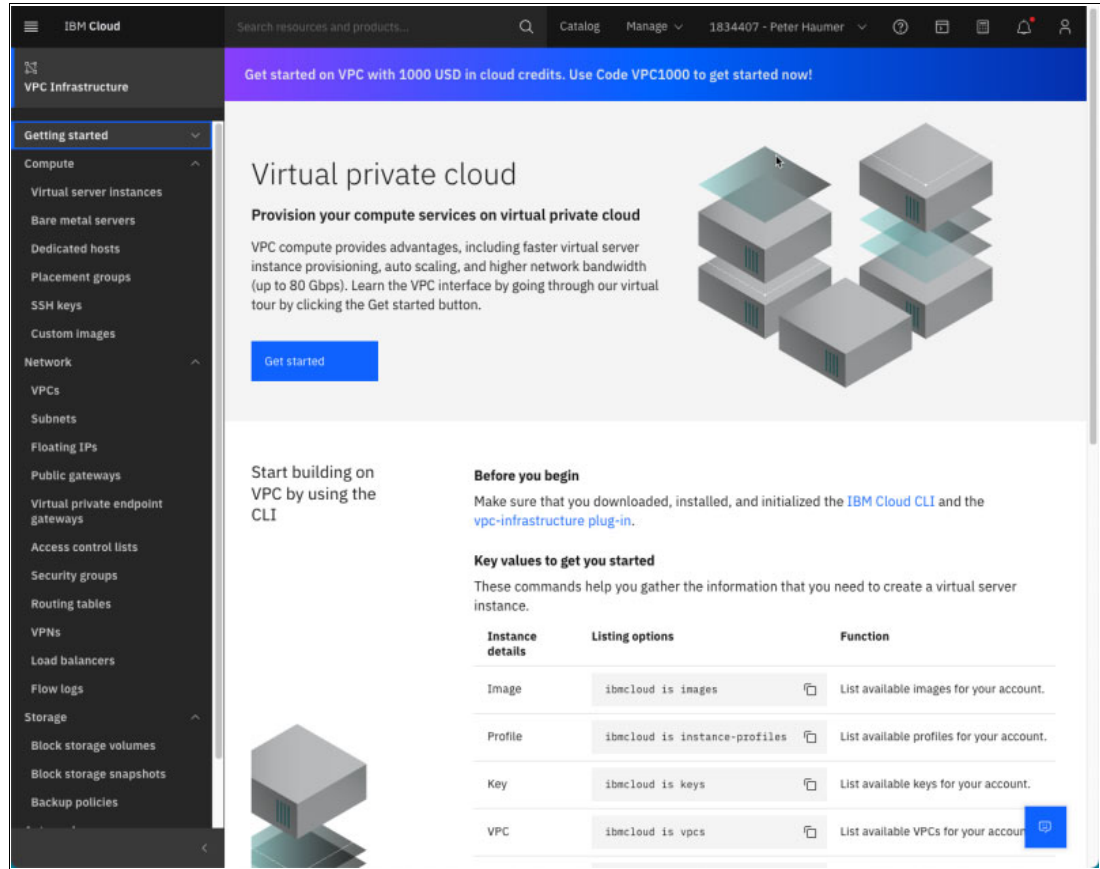 IBM Cloud
Search resources and products...
Catalog
Manage
1834407 - Peter Haumer
VPC Infrastructure
Get started on VPC with 1000 USD in cloud credits. Use Code VPC1000 to get started now!
Getting started
Compute
Virtual server instances
Bare metal servers
Dedicated hosts
Placement groups
SSH keys
Custom images
Network
VPCs
Subnets
Floating IPs
Public gateways
Virtual private endpoint
gateways
Access control lists
Security groups
Routing tables
VPNs
Load balancers
Flow logs
Storage
Block storage volumes
Block storage snapshots
Backup policies
Virtual private cloud
Provision your compute services on virtual private cloud
VPC compute provides advantages, including faster virtual server
instance provisioning, auto scaling, and higher network bandwidth
(up to 80 Gbps). Learn the VPC interface by going through our virtual
tour by clicking the Get started button.
Get started
Start building on
VPC by using the
CLI
Before you begin
Make sure that you downloaded, installed, and initialized the IBM Cloud CLI and the
vpc-infrastructure plug-in.
Key values to get you started
These commands help you gather the information that you need to create a virtual server
instance.
Instance
details
Listing options
Function
Image
ibmcloud is images
List available images for your account.
Profile
ibmcloud is instance-profiles
List available profiles for your account.
Key
ibmcloud is keys
List available keys for your account.
VPC
ibmcloud is vpcs
List available VPCs for your